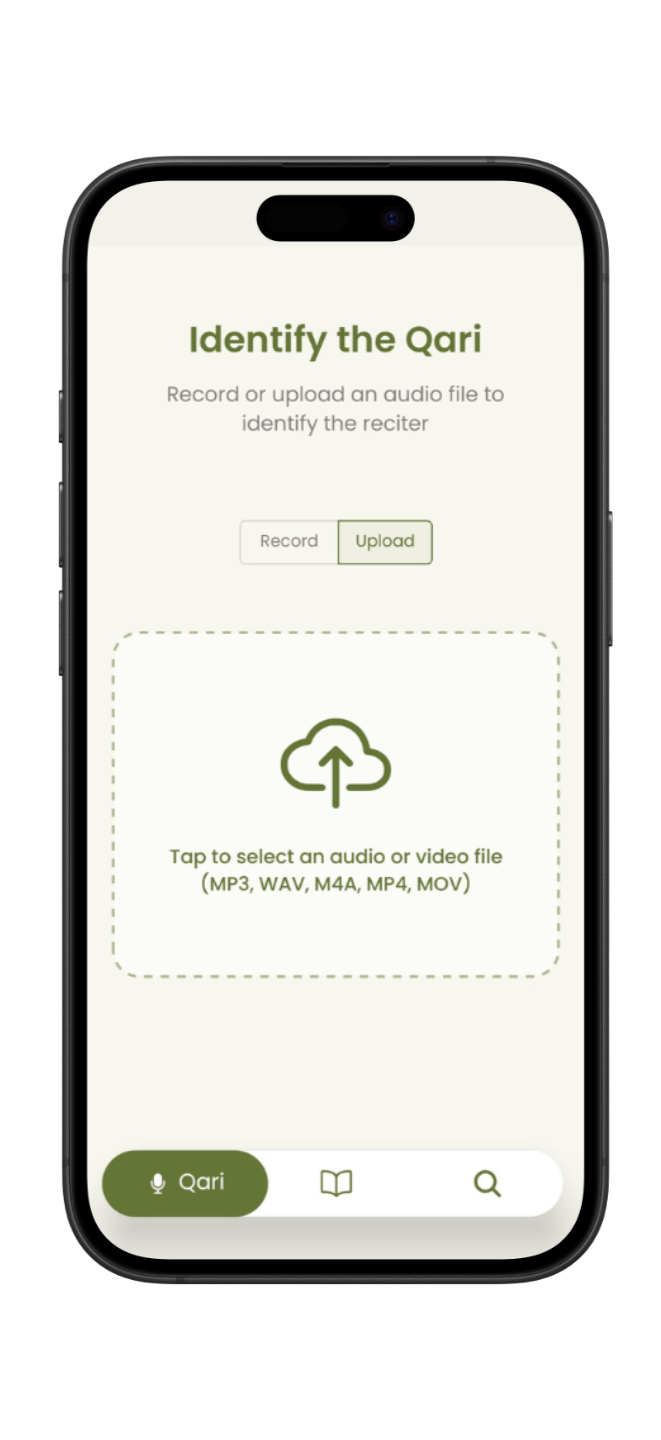 Identify the Qari
Record or upload an audio file to
identify the reciter
Record
Upload
Tap to select an audio or video file
(MP3, WAV, M4A, MP4, MOV)
Qari